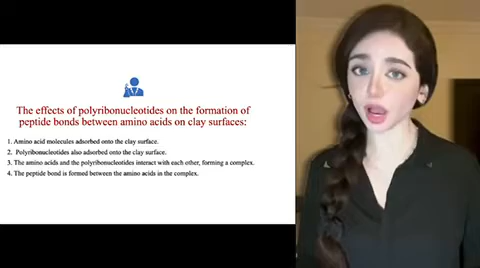 The effects of polyribonucleotides on the formation of
peptide bonds between amino acids on clay surfaces:
1. Amino acid molecules adsorbed onto the clay surface.
2. Polyribonucleotides also adsorbed onto the clay surface.
3. The amino acids and the polyribonucleotides interact with each other, forming a complex.
4. The peptide bond is formed between the amino acids in the complex.